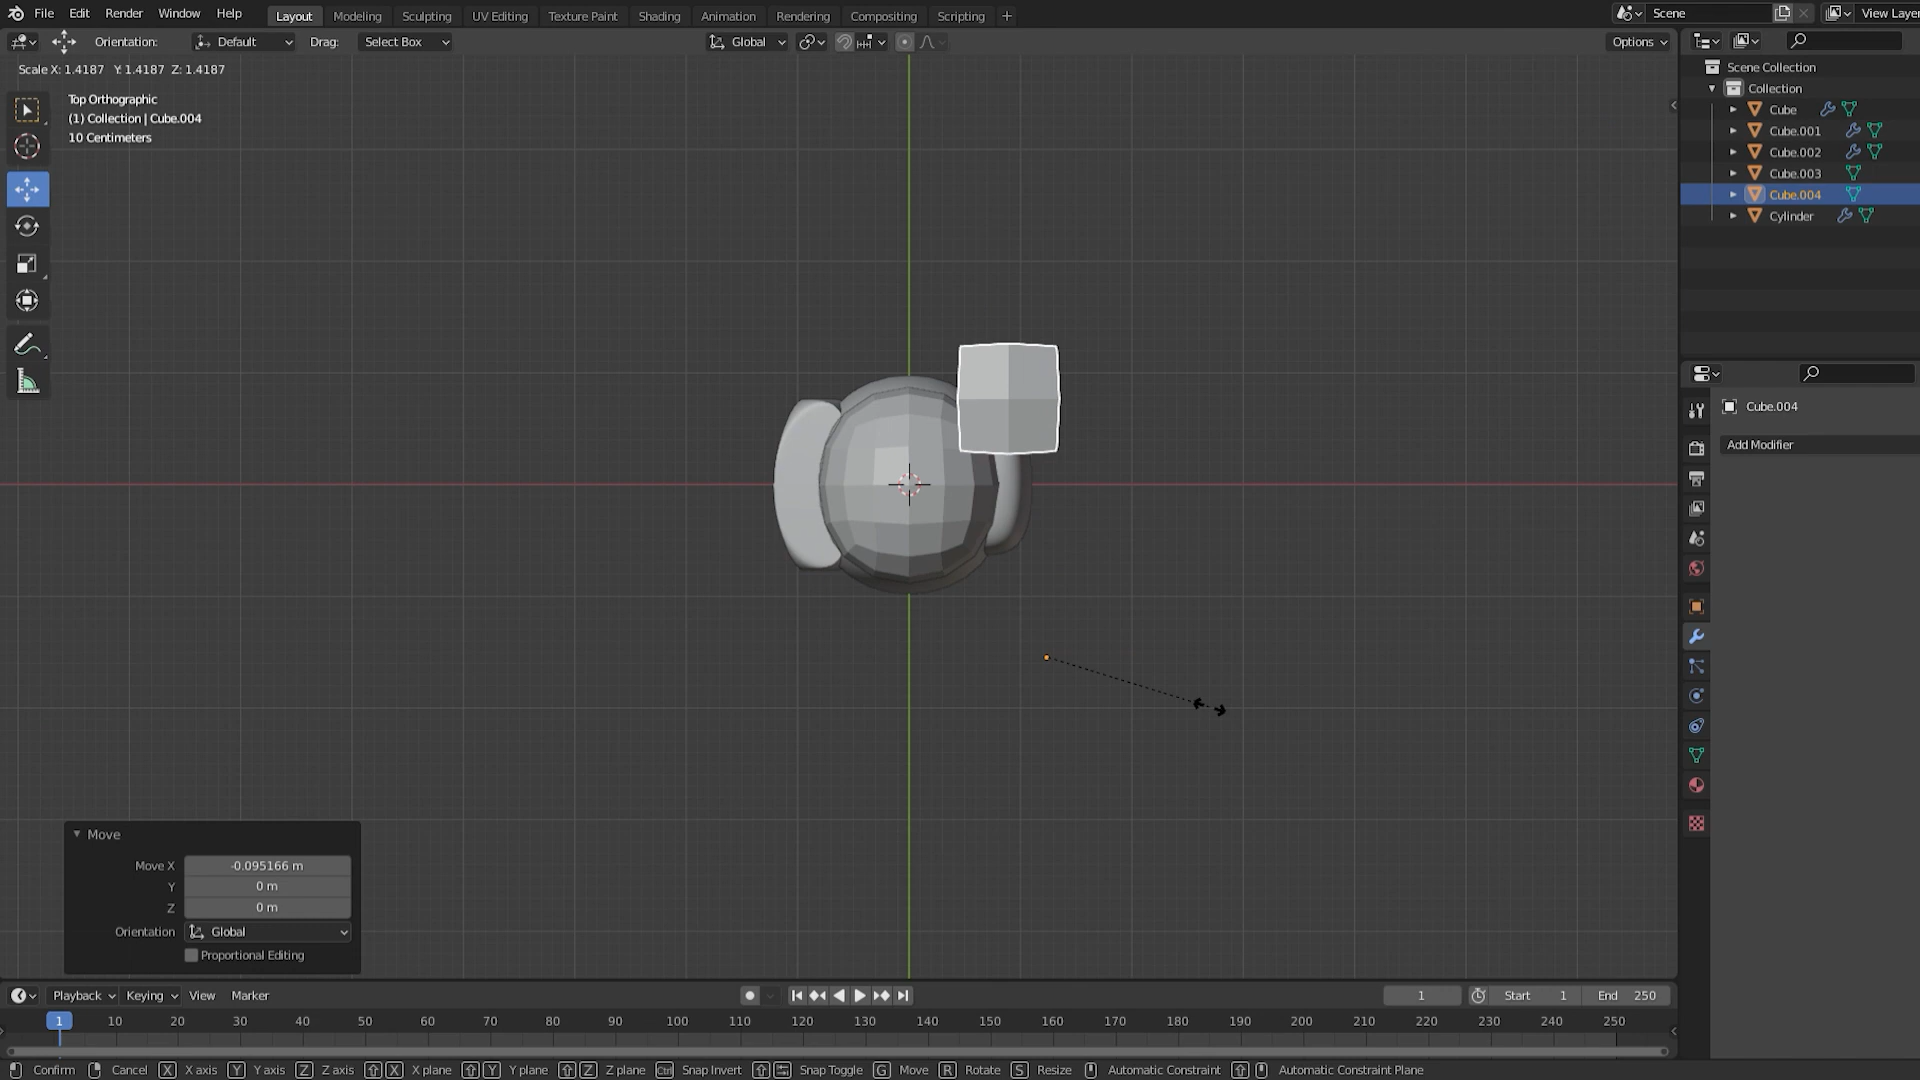 File Edit Render Window Help Layout Modeling Sculpting UV Editing Texture Paint Shading Animation Rendering Compositing Scripting + Scene View Layer
Orientation: Default Drag: Select Box Global Options
Scale X: 1.4187 Y: 1.4187 Z: 1.4187
Top Orthographic
(1) Collection | Cube.004
10 Centimeters
Scene Collection
Collection
Cube
Cube.001
Cube.002
Cube.003
Cube.004
Cylinder
Cube.004
Add Modifier
Move
Move X -0.095166 m
Y 0 m
Z 0 m
Orientation Global
Proportional Editing
Playback Keying View Marker 1 Start 1 End 250
1 10 20 30 40 50 60 70 80 90 100 110 120 130 140 150 160 170 180 190 200 210 220 230 240 250
Confirm Cancel X X axis Y Y axis Z Z axis X X plane Y Y plane Z Z plane Ctrl Snap Invert Snap Toggle G Move R Rotate S Resize Automatic Constraint Automatic Constraint Plane